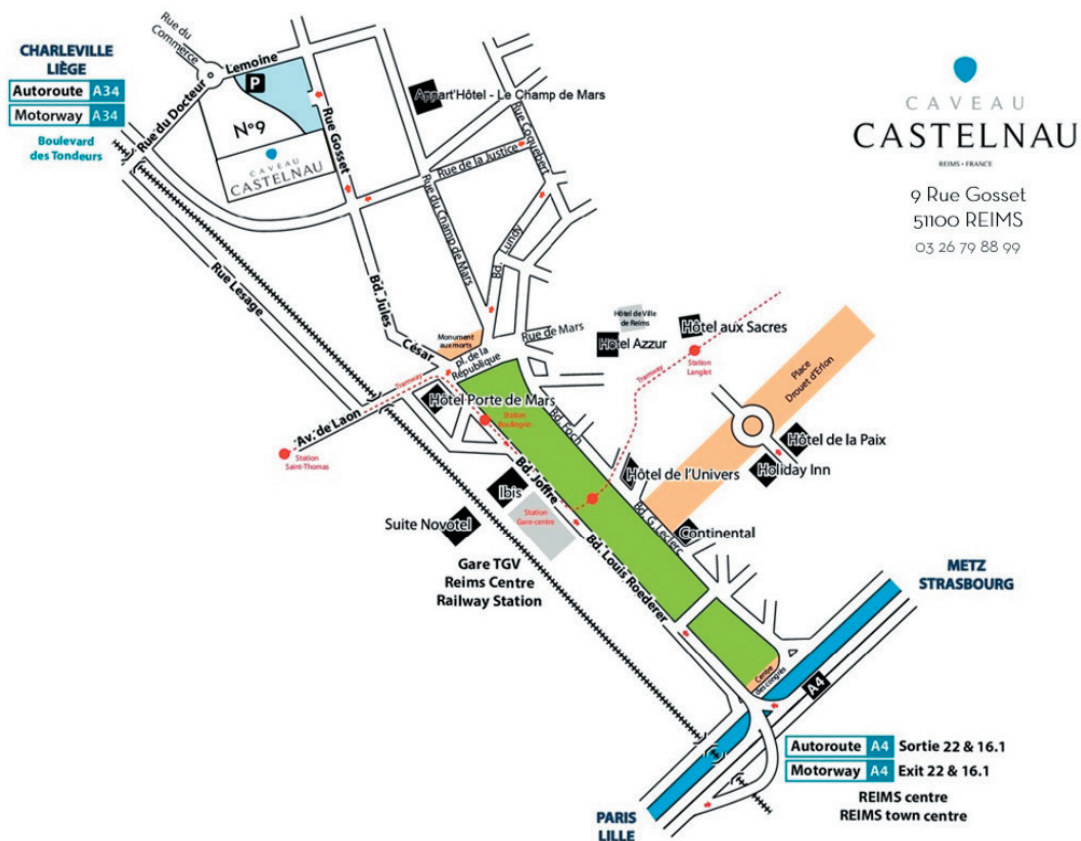 Rue du
Commerce
CHARLEVILLE
LIÈGE
Autoroute A34
Motorway A34
Boulevard
des Tondeurs
Rue du Docteur
Lemoine
P
N°9
CAVEAU
CASTELNAU
Rue Gosset
Appart'Hôtel - Le Champ de Mars
Rue Coquebert
Rue de la Justice
Rue du Champ de Mars
Bd. Lundy
CAVEAU
CASTELNAU
REIMS • FRANCE
9 Rue Gosset
51100 REIMS
03 26 79 88 99
Rue Lesage
Bd. Jules
César
Monument
aux morts
pl. de la
République
Rue de Mars
Hôtel de Ville
de Reims
Hôtel Azzur
Hôtel aux Sacres
Station
Langlet
Tramway
Place
Drouet d'Erlon
Tramway
Av. de Laon
Station
Saint-Thomas
Hôtel Porte de Mars
Station
Boulingrin
Bd. Foch
Hôtel de la Paix
Holiday Inn
Hôtel de l'Univers
Bd. Joffre
Ibis
Station
Gare-centre
Suite Novotel
Bd. G. Leclerc
Continental
Gare TGV
Reims Centre
Railway Station
Bd. Louis Roederer
METZ
STRASBOURG
Centre
des congrès
A4
Autoroute A4 Sortie 22 & 16.1
Motorway A4 Exit 22 & 16.1
REIMS centre
REIMS town centre
PARIS
LILLE